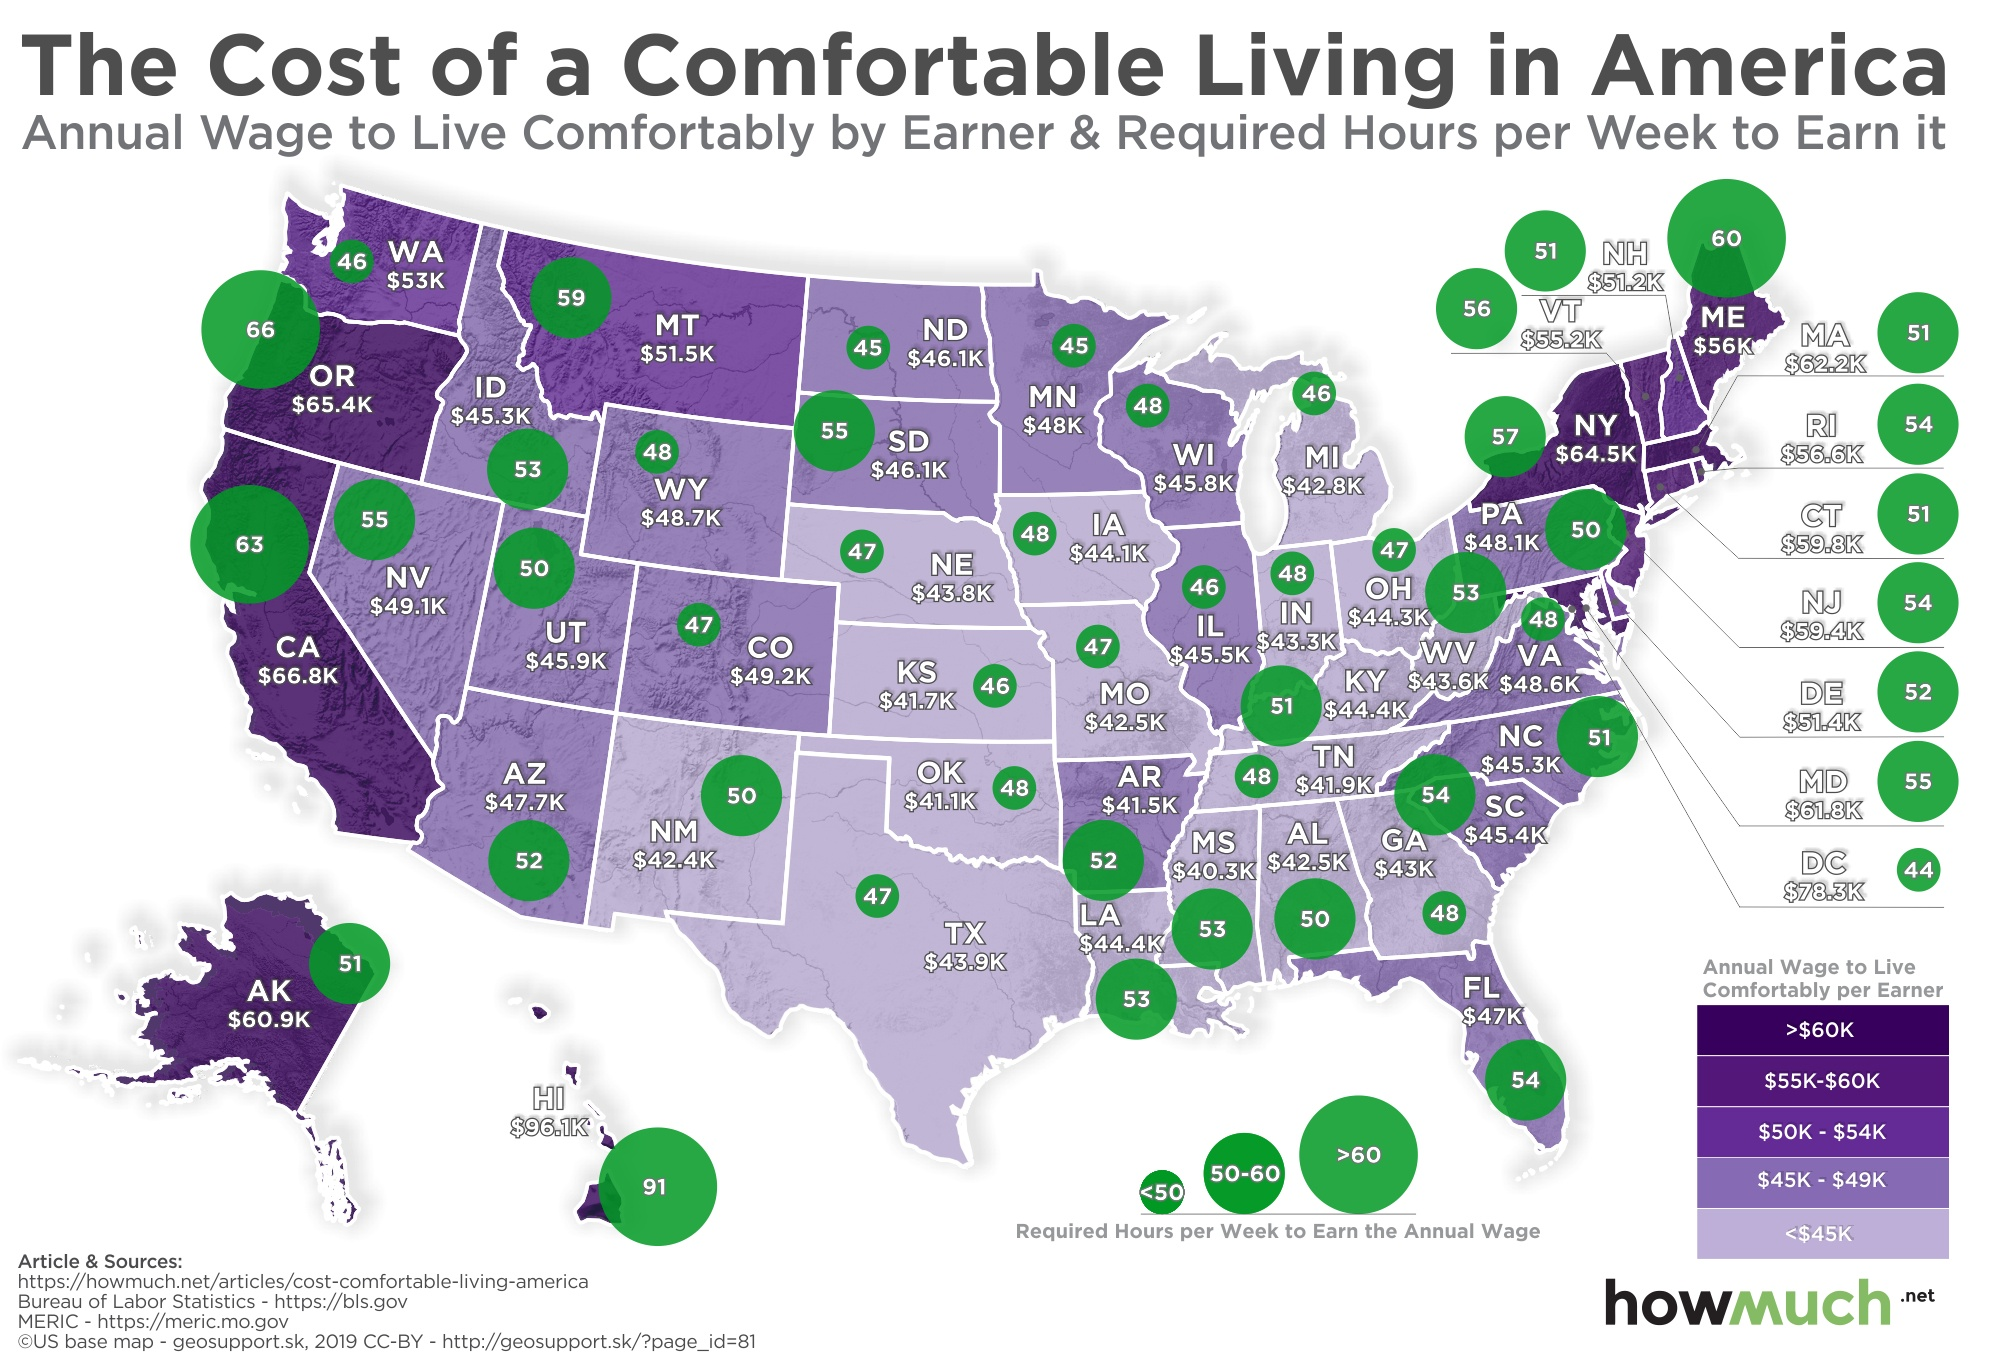 The Cost of a Comfortable Living in America
Annual Wage to Live Comfortably by Earner & Required Hours per Week to Earn it
46
WA
$53K
66
OR
$65.4K
63
CA
$66.8K
ID
$45.3K
53
59
MT
$51.5K
55
NV
$49.1K
48
WY
$48.7K
50
UT
$45.9K
47
CO
$49.2K
AZ
$47.7K
52
50
NM
$42.4K
45
ND
$46.1K
55
SD
$46.1K
47
NE
$43.8K
KS
$41.7K
46
OK
$41.1K
48
47
TX
$43.9K
45
MN
$48K
48
IA
$44.1K
47
MO
$42.5K
AR
$41.5K
52
LA
$44.4K
53
48
WI
$45.8K
46
IL
$45.5K
46
MI
$42.8K
48
IN
$43.3K
47
OH
$44.3K
51
KY
$44.4K
48
TN
$41.9K
MS
$40.3K
53
AL
$42.5K
50
GA
$43K
48
FL
$47K
54
54
SC
$45.4K
NC
$45.3K
51
48
VA
$48.6K
53
WV
$43.6K
PA
$48.1K
50
57
NY
$64.5K
56
VT
$55.2K
51
NH
$51.2K
60
ME
$56K
MA
$62.2K
51
RI
$56.6K
54
CT
$59.8K
51
NJ
$59.4K
54
DE
$51.4K
52
MD
$61.8K
55
DC
$78.3K
44
AK
$60.9K
51
HI
$96.1K
91
<50
50-60
>60
Required Hours per Week to Earn the Annual Wage
Annual Wage to Live
Comfortably per Earner
>$60K
$55K-$60K
$50K - $54K
$45K - $49K
<$45K
Article & Sources:
https://howmuch.net/articles/cost-comfortable-living-america
Bureau of Labor Statistics - https://bls.gov
MERIC - https://meric.mo.gov
©US base map - geosupport.sk, 2019 CC-BY - http://geosupport.sk/?page_id=81
howmuch.net